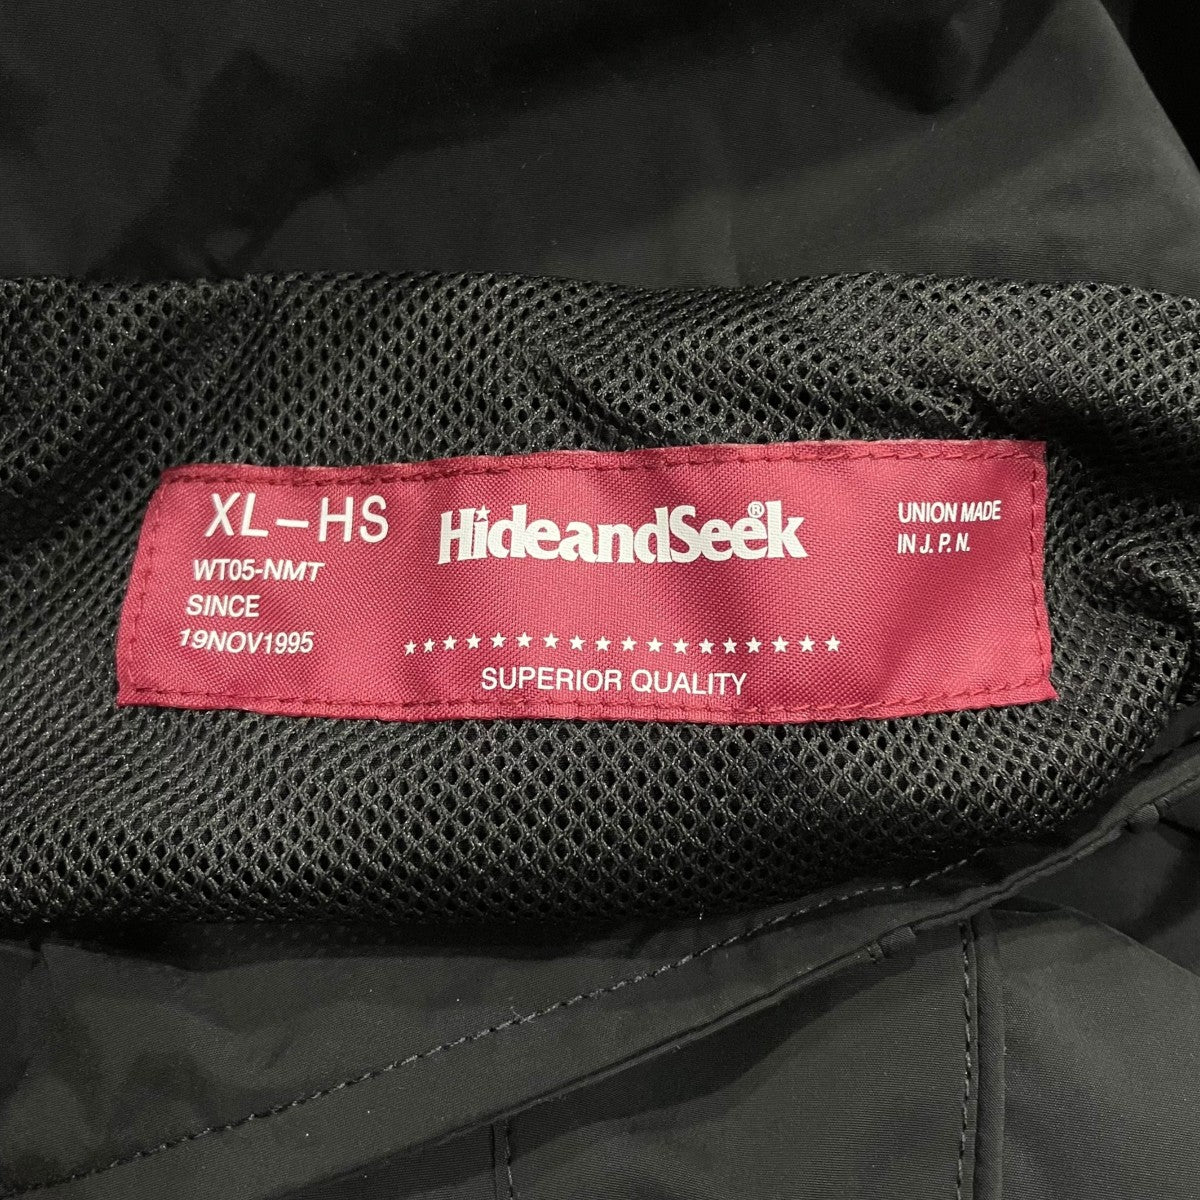 XL-HS
WT05-NMT
SINCE
19NOV1995
HideandSeek®
★★★★★★★★★★★★★★★★★
SUPERIOR QUALITY
UNION MADE
IN J. P. N.